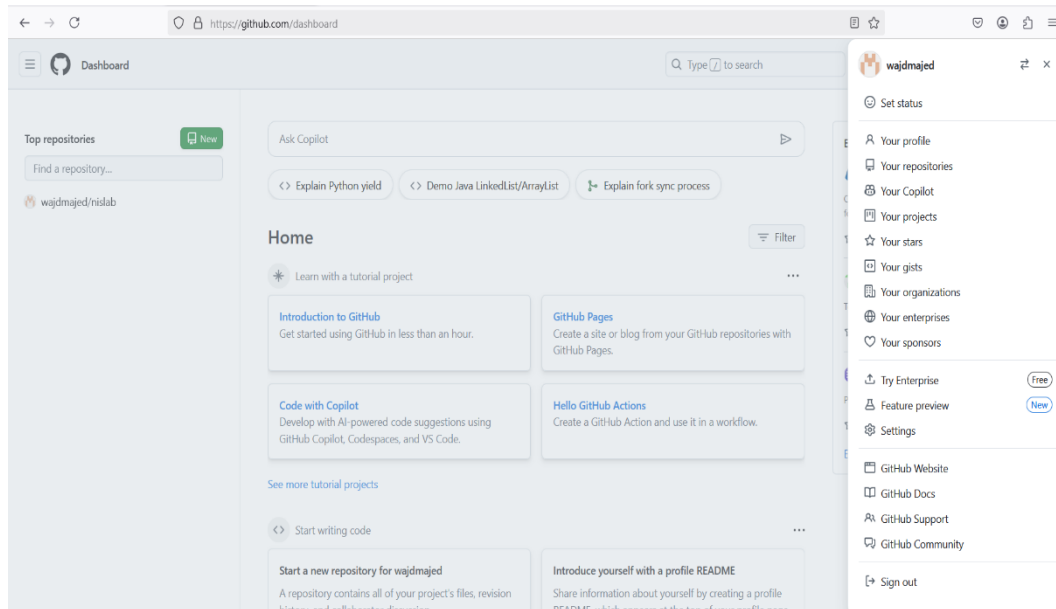 https://github.com/dashboard
Dashboard
Type / to search
Top repositories
New
Find a repository...
wajdmajed/nislab
Ask Copilot
Explain Python yield
Demo Java LinkedList/ArrayList
Explain fork sync process
Home
Filter
Learn with a tutorial project
Introduction to GitHub
Get started using GitHub in less than an hour.
GitHub Pages
Create a site or blog from your GitHub repositories with
GitHub Pages.
Code with Copilot
Develop with AI-powered code suggestions using
GitHub Copilot, Codespaces, and VS Code.
Hello GitHub Actions
Create a GitHub Action and use it in a workflow.
See more tutorial projects
Start writing code
Start a new repository for wajdmajed
A repository contains all of your project's files, revision
Introduce yourself with a profile README
Share information about yourself by creating a profile
wajdmajed
Set status
Your profile
Your repositories
Your Copilot
Your projects
Your stars
Your gists
Your organizations
Your enterprises
Your sponsors
Try Enterprise
Free
Feature preview
New
Settings
GitHub Website
GitHub Docs
GitHub Support
GitHub Community
Sign out